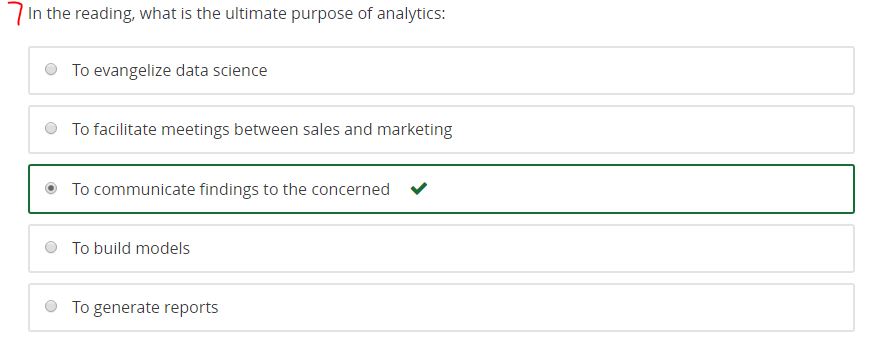 7 In the reading, what is the ultimate purpose of analytics:
To evangelize data science
To facilitate meetings between sales and marketing
To communicate findings to the concerned
To build models
To generate reports